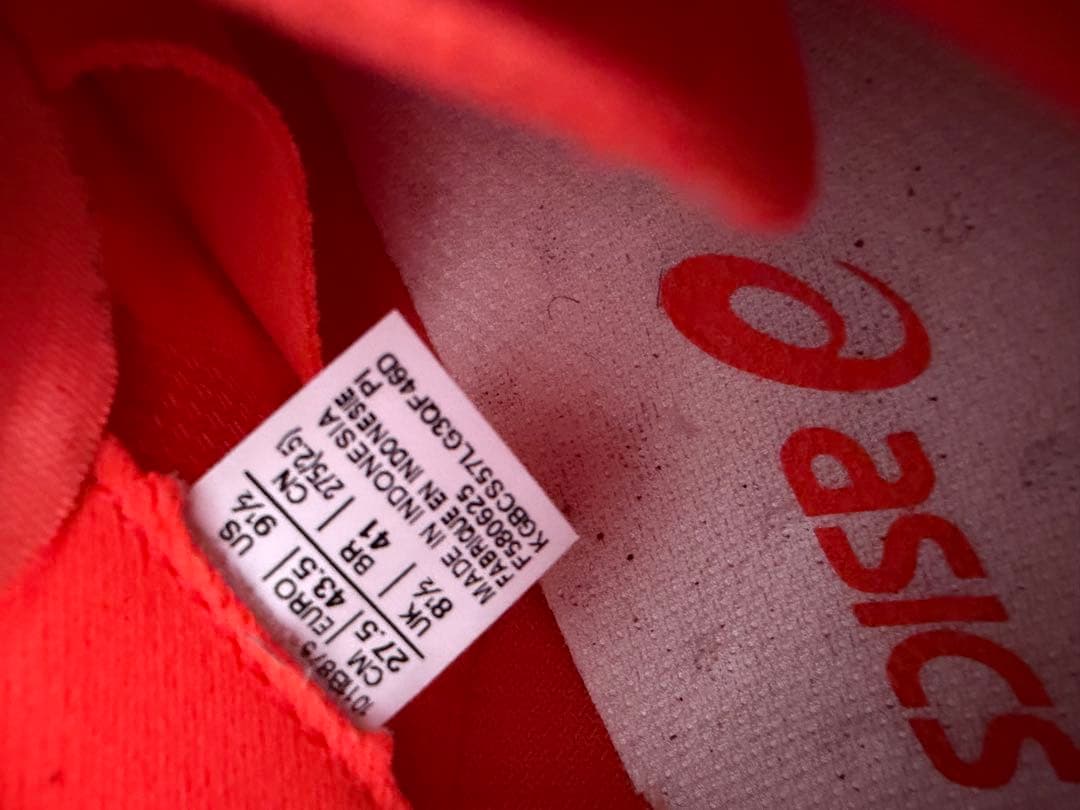 CM | EURO | US
27.5 | 43.5 | 9½
UK | BR | CN
8½ | 41 | 275(2.5)
MADE IN INDONESIA
FABRIQUE EN INDONESIE PI
F580625
KGBCS57LG3QF46D
asics